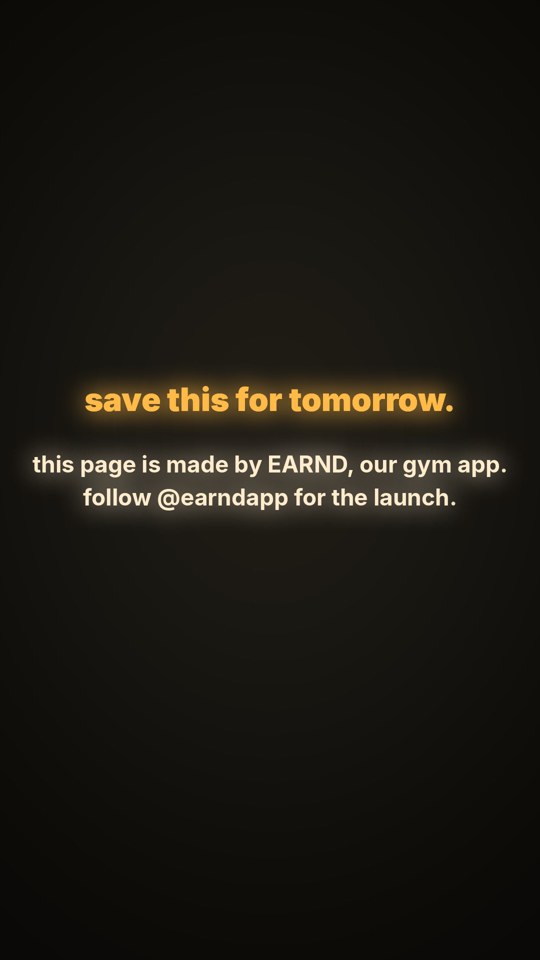 save this for tomorrow.
this page is made by EARND, our gym app.
follow @earndapp for the launch.